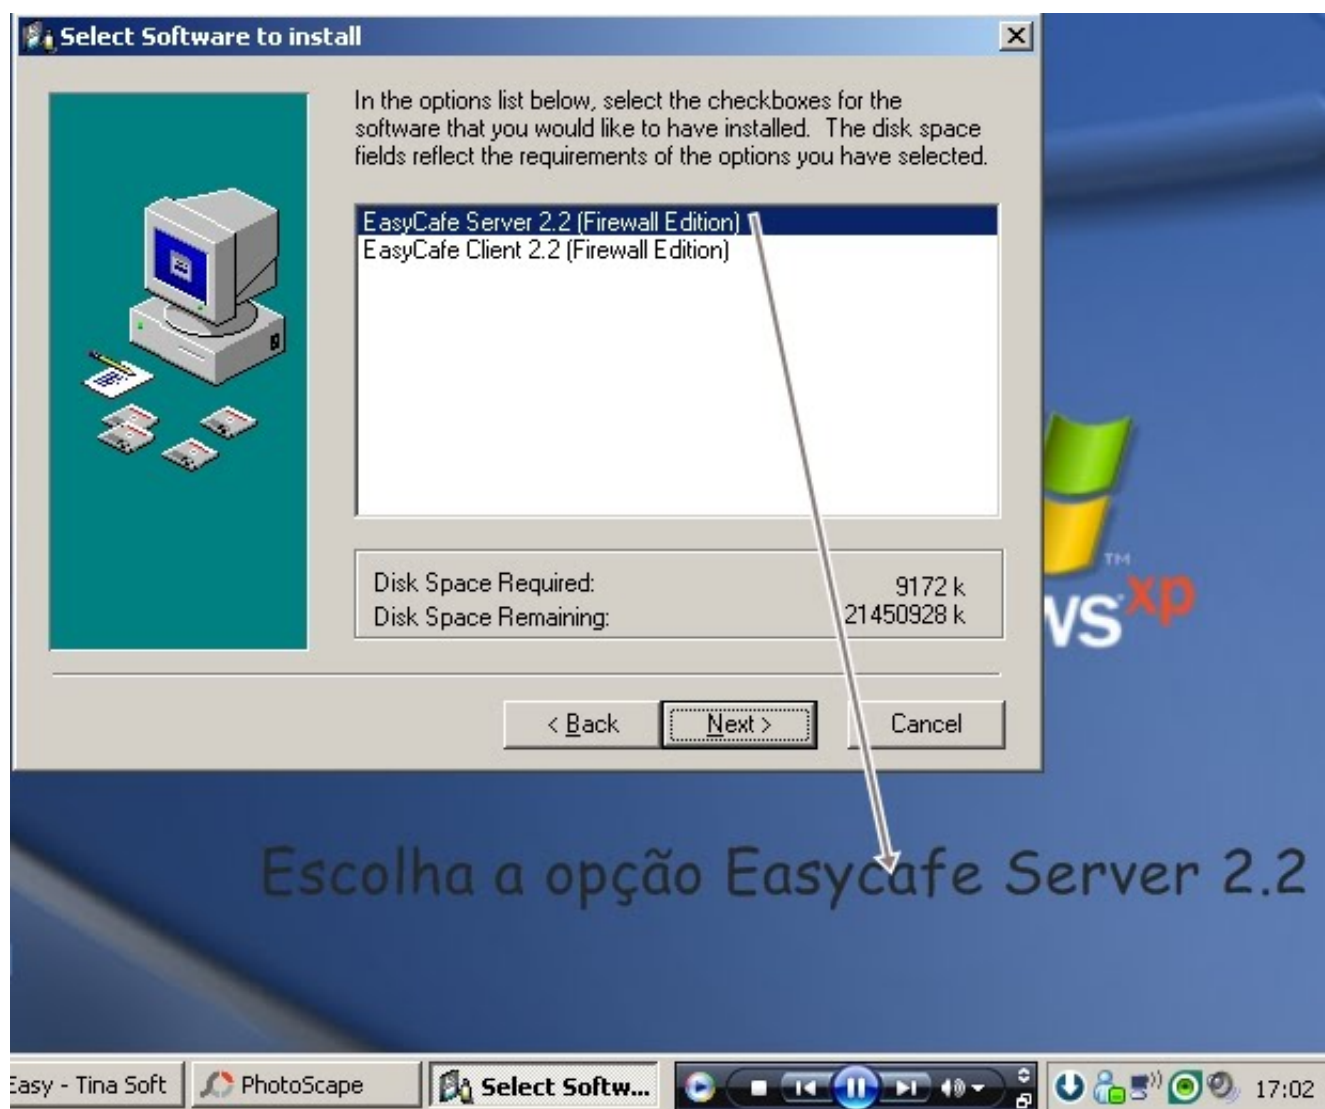 Select Software to install
In the options list below, select the checkboxes for the
software that you would like to have installed. The disk space
fields reflect the requirements of the options you have selected.
EasyCafe Server 2.2 (Firewall Edition)
EasyCafe Client 2.2 (Firewall Edition)
Disk Space Required: 9172 k
Disk Space Remaining: 21450928 k
< Back Next > Cancel
TM
ws xp
Escolha a opção Easycafe Server 2.2
Easy - Tina Soft PhotoScape Select Softw... 17:02